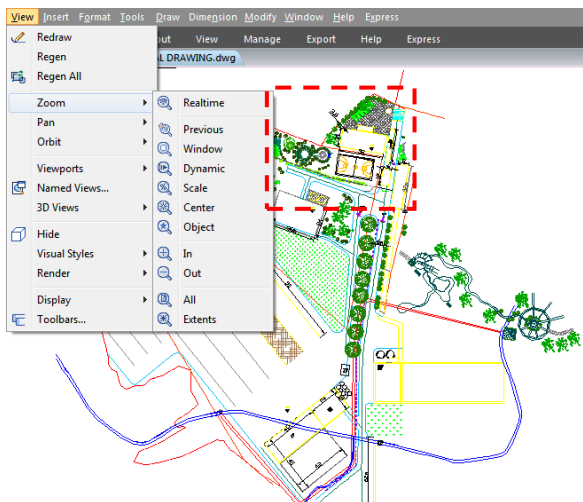 View Insert Format Tools Draw Dimension Modify Window Help Express
out View Manage Export Help Express
AL DRAWING.dwg
Redraw
Regen
Regen All
Zoom
Pan
Orbit
Viewports
Named Views...
3D Views
Hide
Visual Styles
Render
Display
Toolbars...
Realtime
Previous
Window
Dynamic
Scale
Center
Object
In
Out
All
Extents